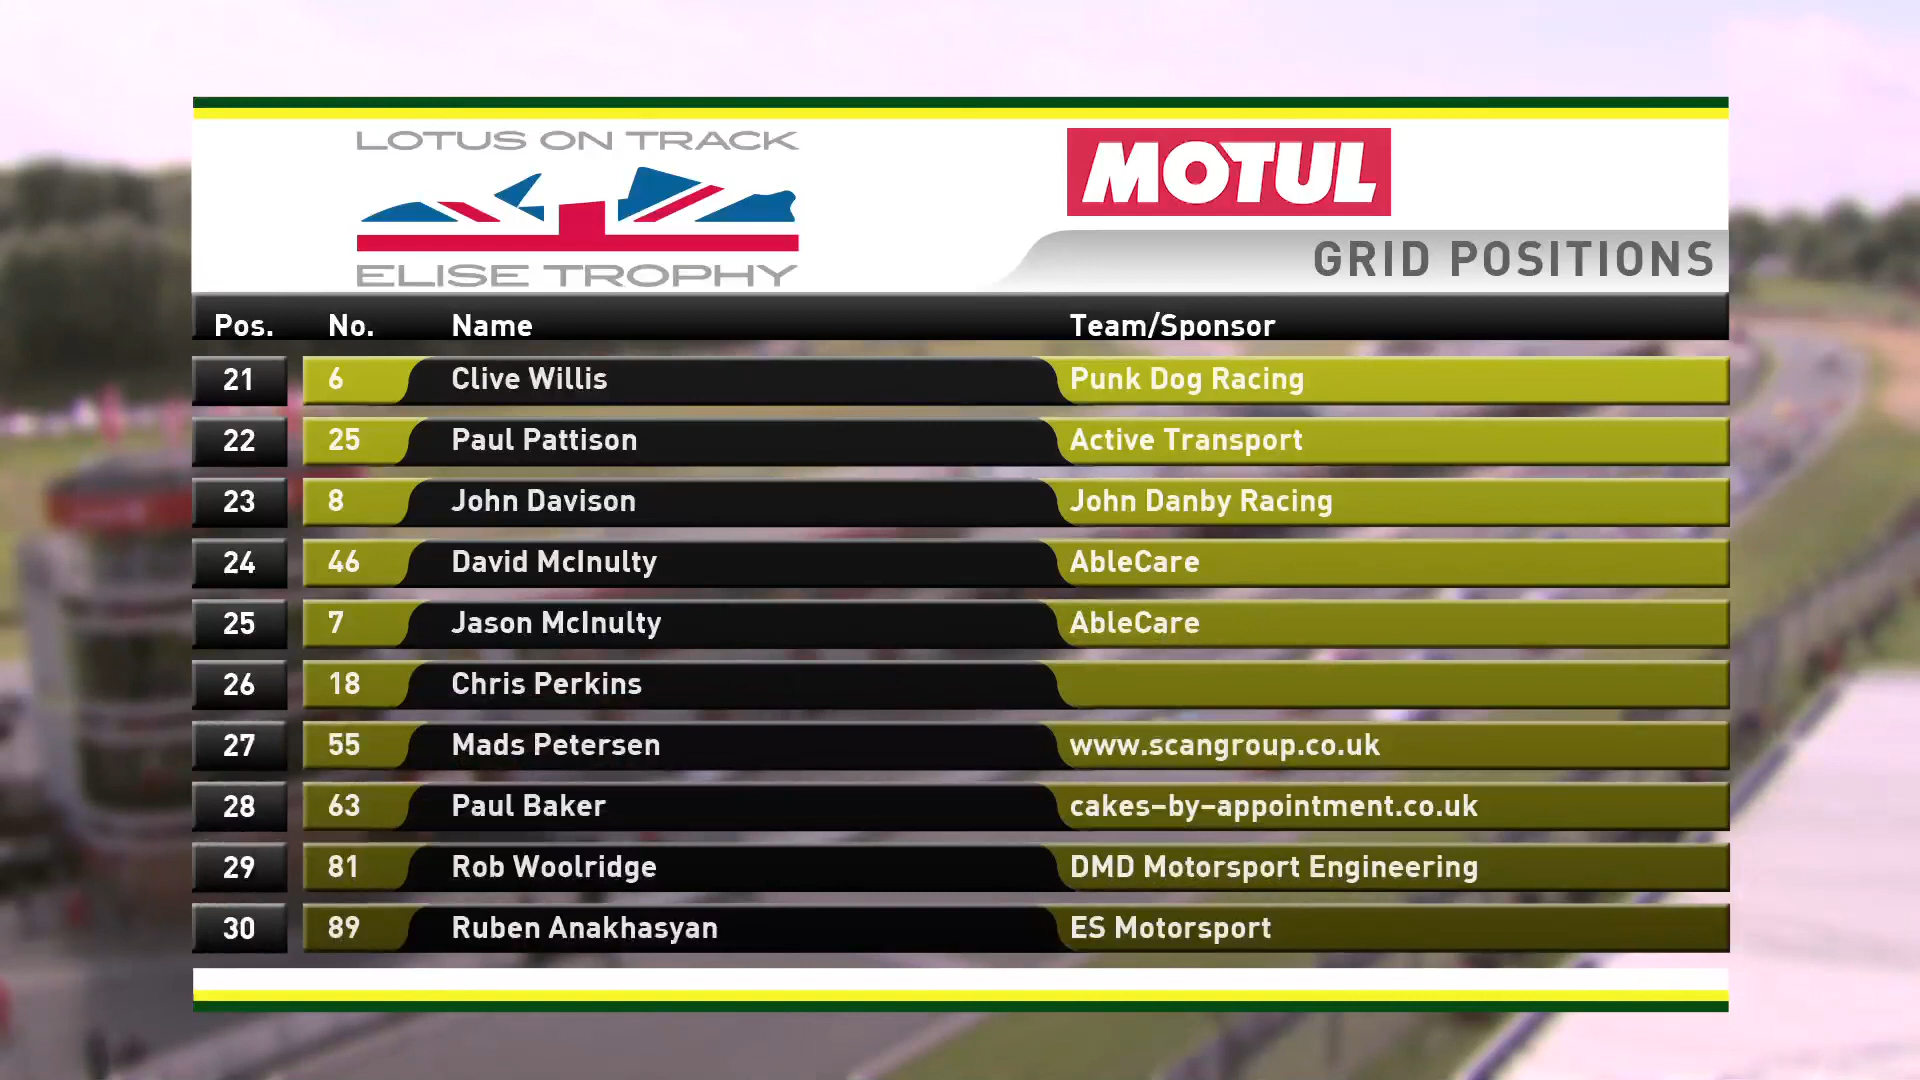 LOTUS ON TRACK
ELISE TROPHY
MOTUL
GRID POSITIONS
Pos. No. Name Team/Sponsor
21 6 Clive Willis Punk Dog Racing
22 25 Paul Pattison Active Transport
23 8 John Davison John Danby Racing
24 46 David McInulty AbleCare
25 7 Jason McInulty AbleCare
26 18 Chris Perkins
27 55 Mads Petersen www.scangroup.co.uk
28 63 Paul Baker cakes-by-appointment.co.uk
29 81 Rob Woolridge DMD Motorsport Engineering
30 89 Ruben Anakhasyan ES Motorsport